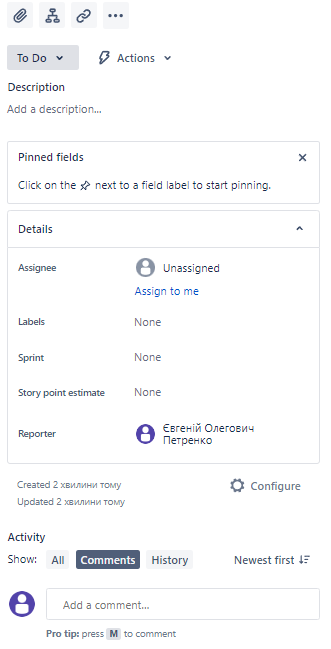 To Do Actions
Description
Add a description...
Pinned fields
Click on the next to a field label to start pinning.
Details
Assignee Unassigned
Assign to me
Labels None
Sprint None
Story point estimate None
Reporter Євгеній Олегович
Петренко
Created 2 хвилини тому Configure
Updated 2 хвилини тому
Activity
Show: All Comments History Newest first
Add a comment...
Pro tip: press M to comment